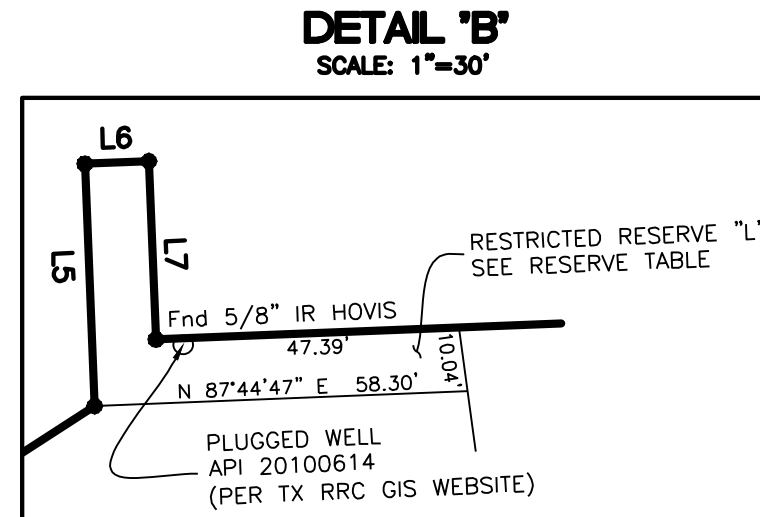 DETAIL "B"
SCALE: 1"=30'
L6
L5
L7
RESTRICTED RESERVE "L"
SEE RESERVE TABLE
Fnd 5/8" IR HOVIS
47.39'
10.04'
N 87°44'47" E 58.30'
PLUGGED WELL
API 20100614
(PER TX RRC GIS WEBSITE)